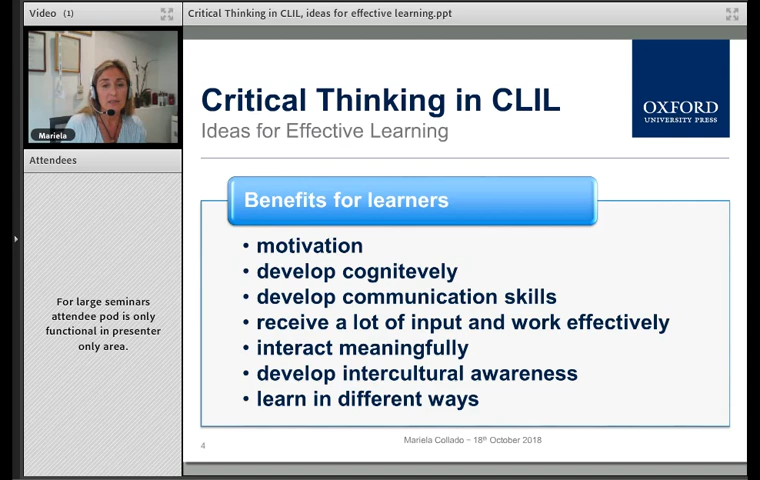 Video (1)
Critical Thinking in CLIL, ideas for effective learning.ppt
Mariela
Attendees
For large seminars
attendee pod is only
functional in presenter
only area.
Critical Thinking in CLIL
Ideas for Effective Learning
OXFORD
UNIVERSITY PRESS
Benefits for learners
• motivation
• develop cognitevely
• develop communication skills
• receive a lot of input and work effectively
• interact meaningfully
• develop intercultural awareness
• learn in different ways
4
Mariela Collado – 18th October 2018